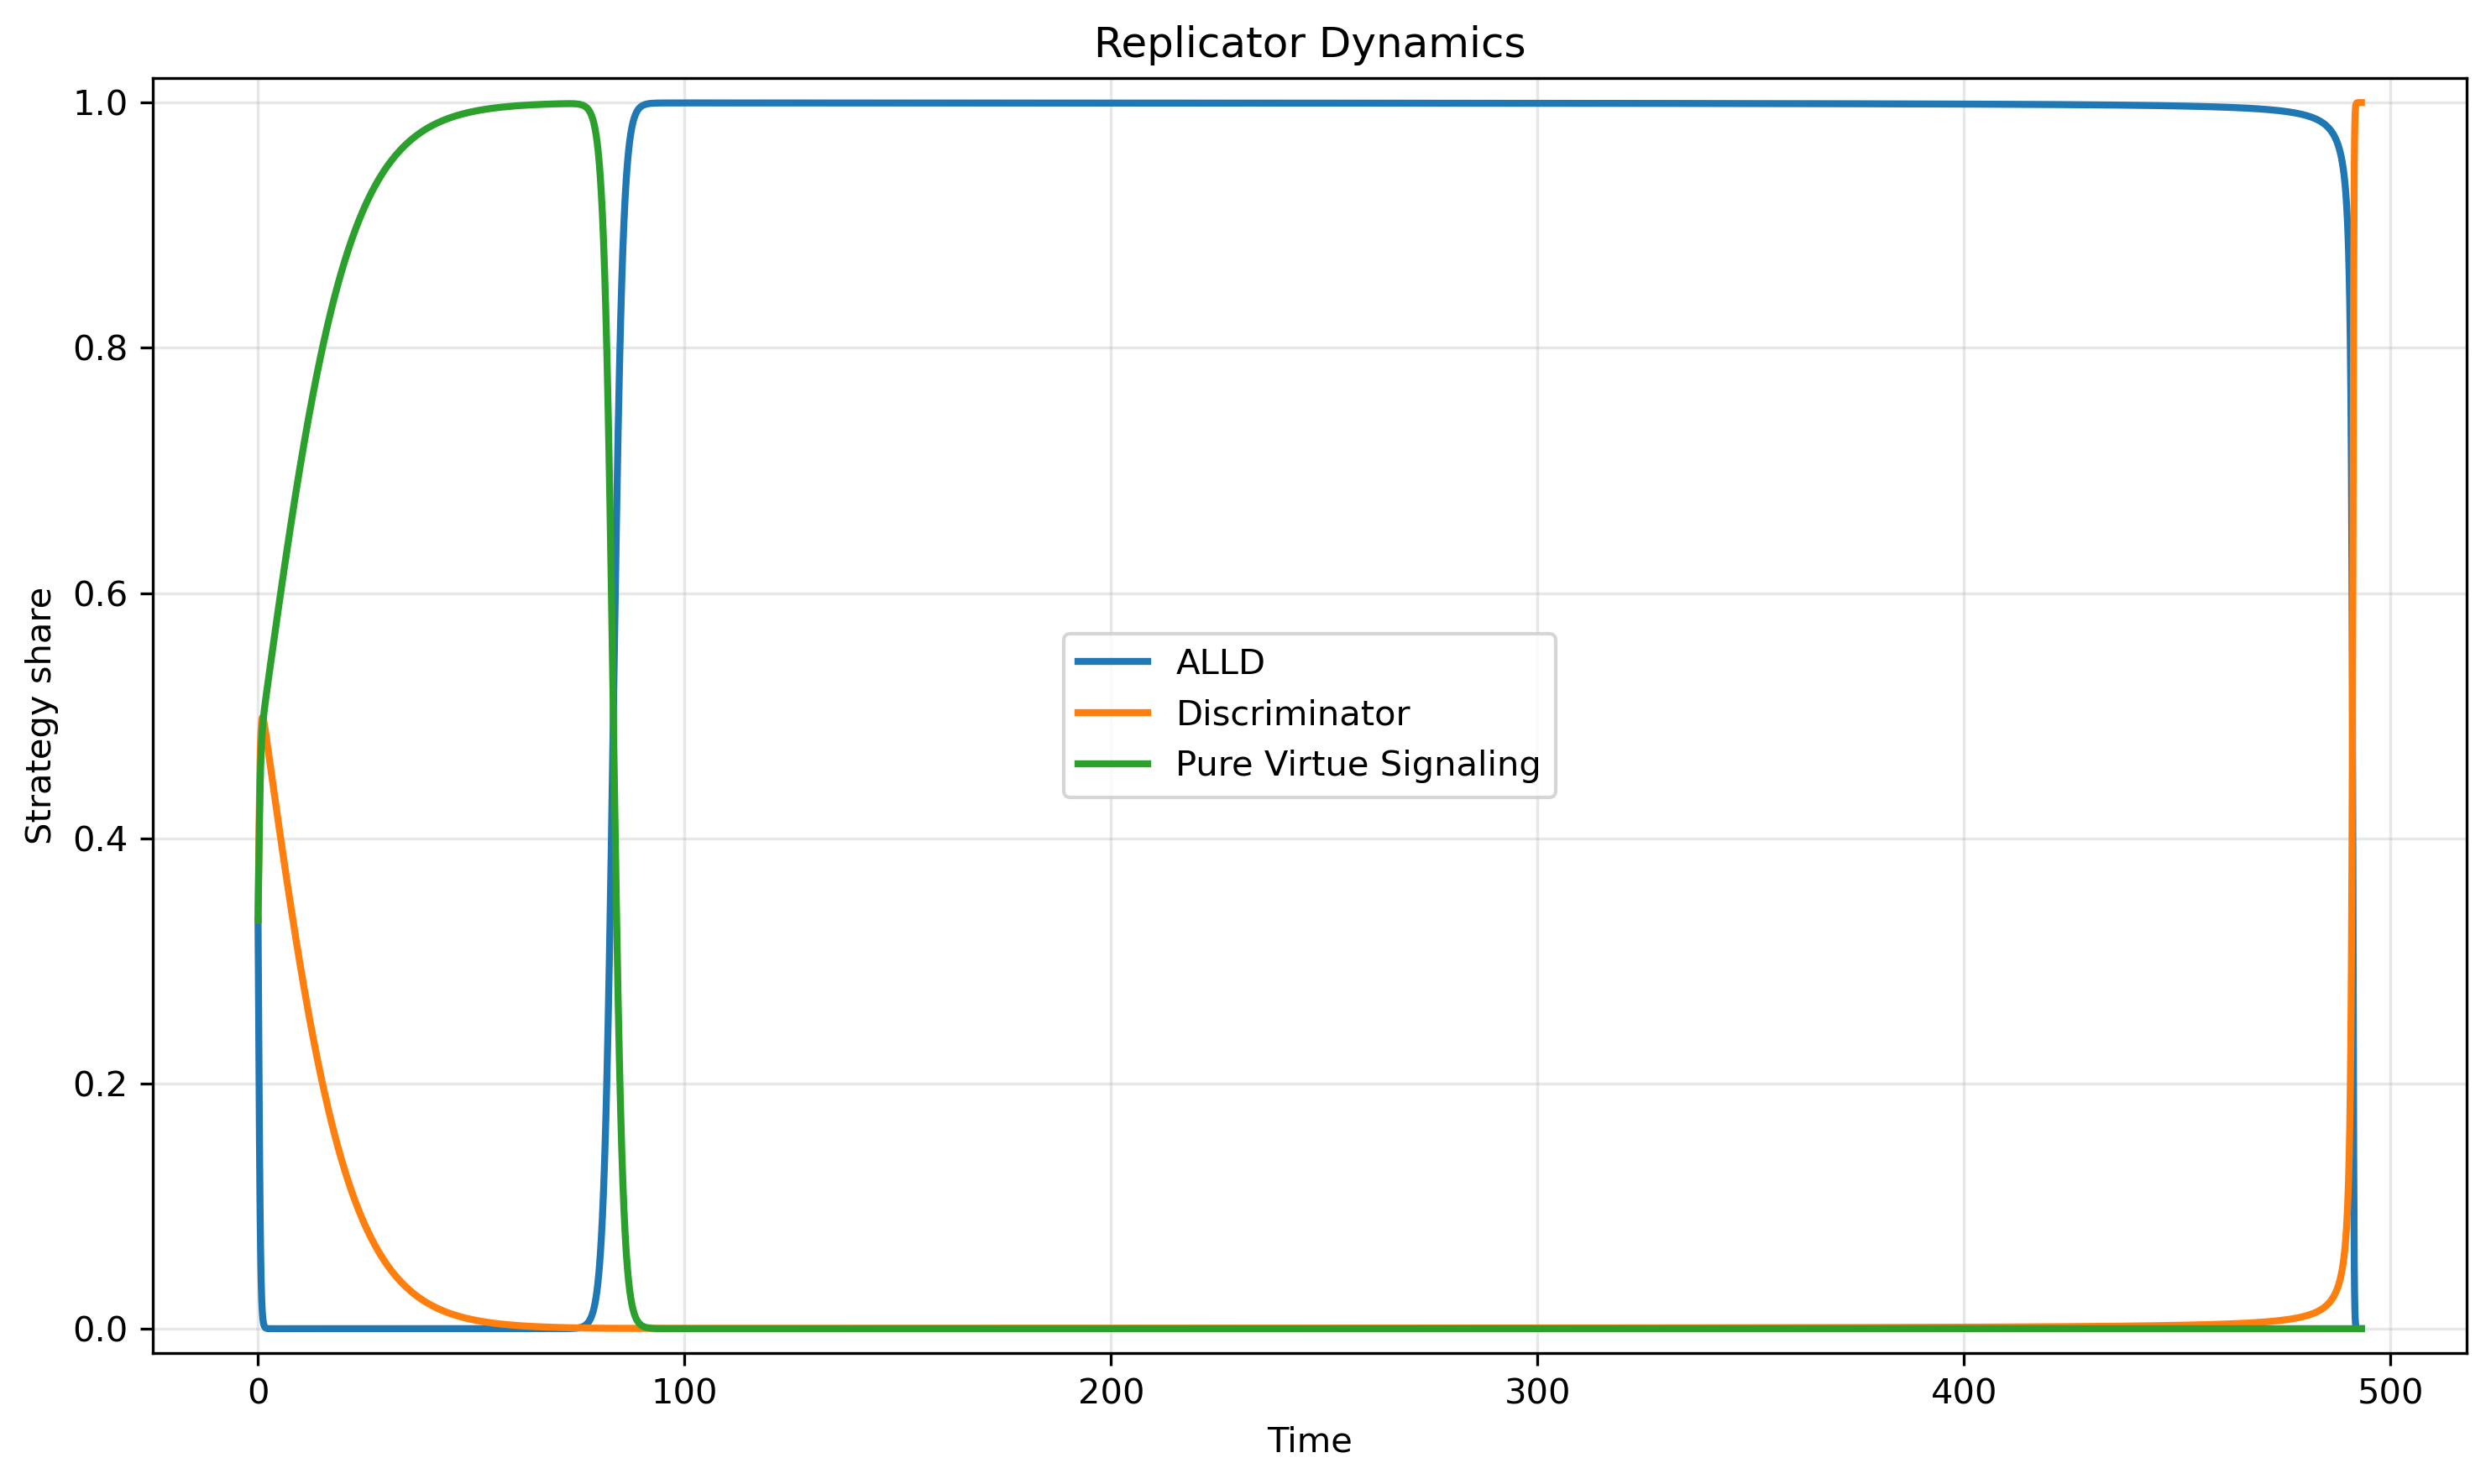 Replicator Dynamics
1.0
0.8
0.6
0.4
0.2
0.0
Strategy share
ALLD
Discriminator
Pure Virtue Signaling
0 100 200 300 400 500
Time